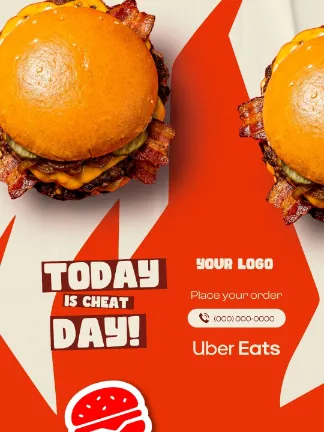 TODAY
IS CHEAT
DAY!
YOUR LOGO
Place your order
(000) 000-0000
Uber Eats